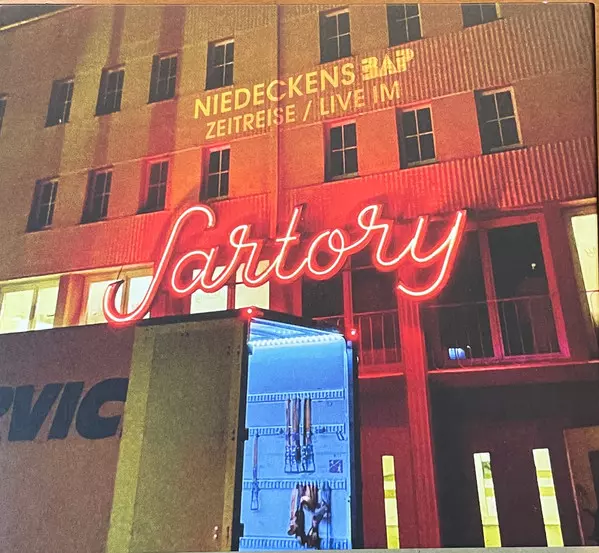 NIEDECKENS BAP
ZEITREISE / LIVE IM
Sartory
RVIC